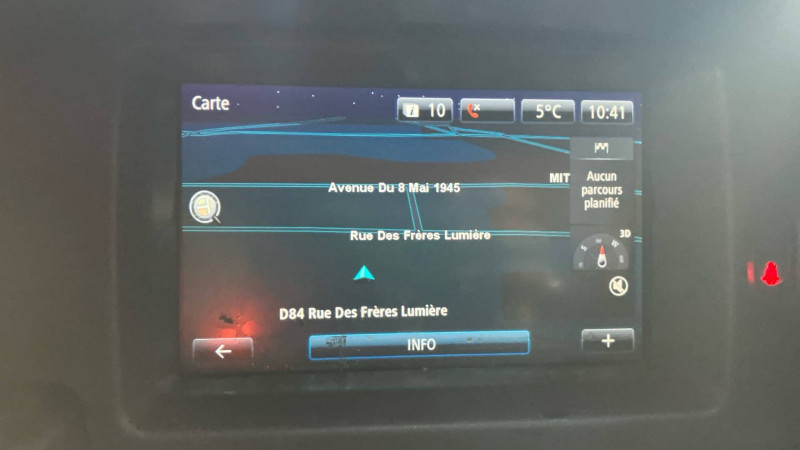 Carte
10
5°C
10:41
MIT
Aucun
parcours
planifié
Avenue Du 8 Mai 1945
Rue Des Frères Lumière
3D
D84 Rue Des Frères Lumière
INFO
+